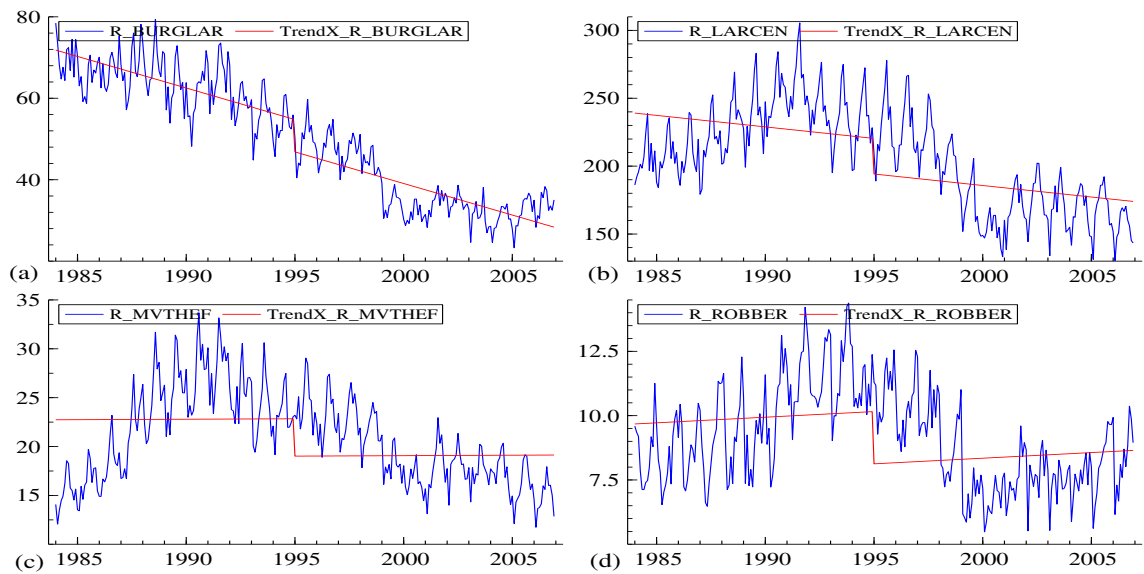 80
R_BURGLAR TrendX_R_BURGLAR
60
40
(a) 1985 1990 1995 2000 2005
300
R_LARCEN TrendX_R_LARCEN
250
200
150
(b) 1985 1990 1995 2000 2005
35
R_MVTHEF TrendX_R_MVTHEF
30
25
20
15
(c) 1985 1990 1995 2000 2005
R_ROBBER TrendX_R_ROBBER
12.5
10.0
7.5
(d) 1985 1990 1995 2000 2005